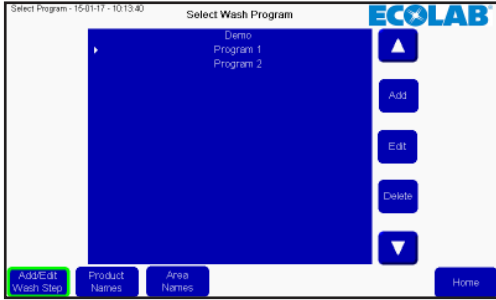 Select Program - 16-01-17 - 10:13:40
Select Wash Program
ECOLAB
Demo
Program 1
Program 2
Add
Edit
Delete
Add/Edit
Wash Step
Product
Names
Area
Names
Home